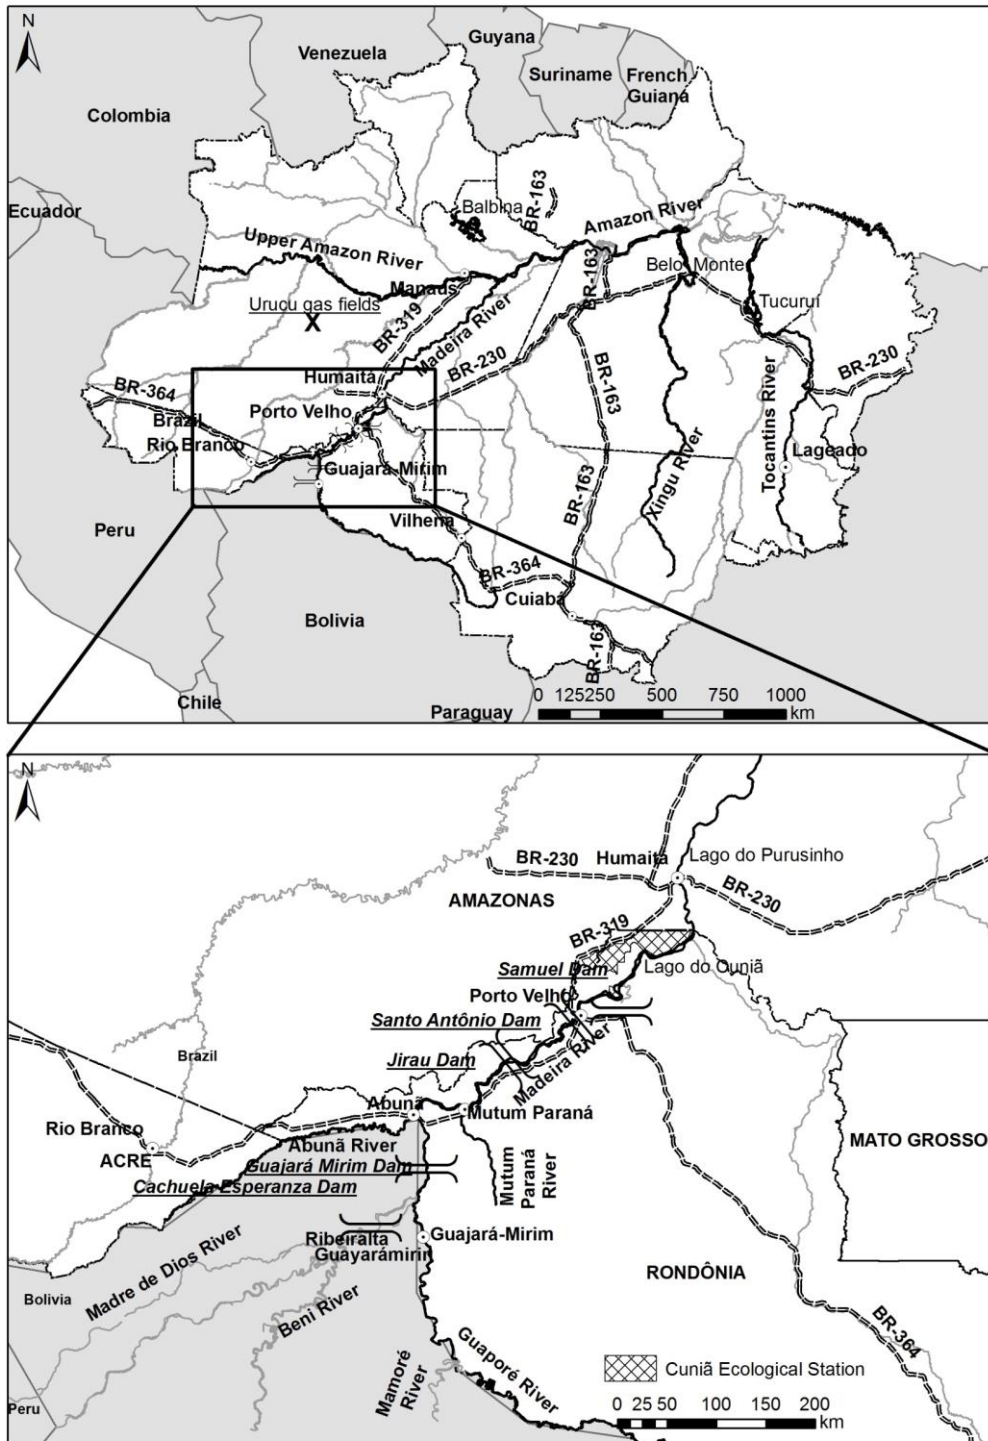 N
Venezuela
Guyana
Suriname
French
Guianá
Colombia
Ecuador
Balbina
BR-163
Amazon River
Upper Amazon River
Manaus
Belo Monte
BR-163
Urucu gas fields
X
Tucuruí
BR-319
Madeira River
BR-230
BR-230
Humaitá
BR-364
BR-163
Porto Velho
Brazil
Rio Branco
Guajará-Mirim
Xingu River
Tocantins River
Lageado
BR-163
Vilhena
Peru
BR-364
Cuiabá
Bolivia
BR-163
Chile
Paraguay
0 125 250 500 750 1000
km
N
BR-230
Humaitá
Lago do Purusinho
AMAZONAS
BR-230
BR-319
Samuel Dam
Lago do Cuniã
Porto Velho
Santo Antônio Dam
Jirau Dam
Madeira River
Brazil
Abunã
Mutum Paraná
Rio Branco
ACRE
Abunã River
MATO GROSSO
Guajará Mirim Dam
Mutum
Paraná
River
Cachuela Esperanza Dam
Ribeiralta
Guajará-Mirim
Guayarámirin
Madre de Dios River
RONDÔNIA
Bolivia
Beni River
BR-364
Mamoré
River
Guaporé River
Cuniã Ecological Station
Peru
0 25 50 100 150 200
km